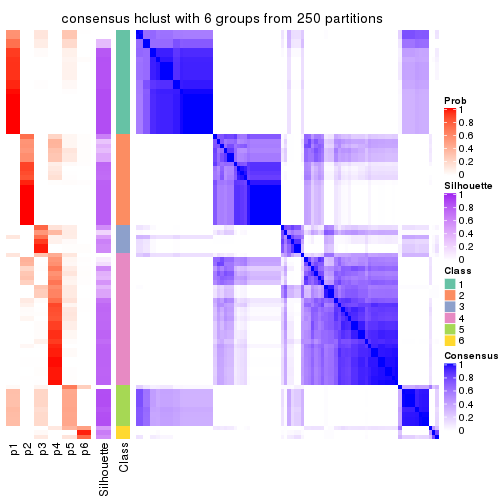 consensus hclust with 6 groups from 250 partitions
Prob
1
0.8
0.6
0.4
0.2
0
Silhouette
1
0.8
0.6
0.4
0.2
0
Class
1
2
3
4
5
6
Consensus
1
0.8
0.6
0.4
0.2
0
p1
p2
p3
p4
p5
p6
Silhouette
Class